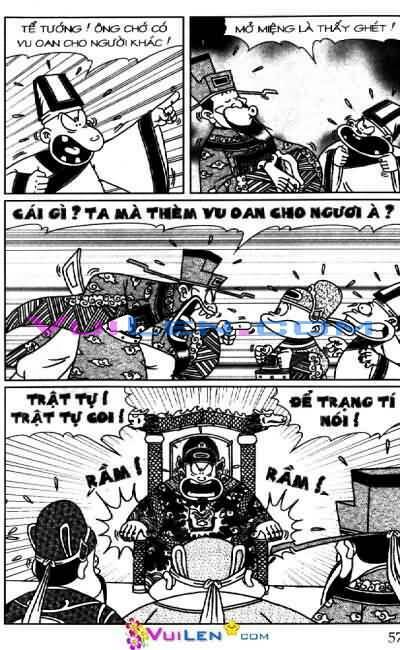 TỂ TƯỚNG ! ÔNG CHỚ CÓ
VU OAN CHO NGƯỜI KHÁC !
MỞ MIỆNG LÀ THẤY GHÉT !
CÁI GÌ ? TA MÀ THÈM VU OAN CHO NGƯƠI À ?
VUILEN.COM
TRẬT TỰ !
TRẬT TỰ COI !
ĐỂ TRẠNG TÍ
NÓI !
RẦM !
RẦM !
57
VUILEN.COM